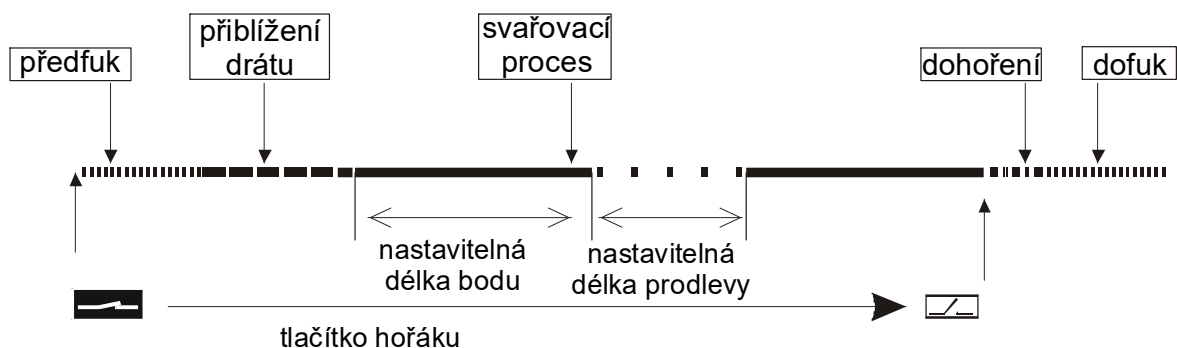 předfuk
přiblížení
drátu
svařovací
proces
dohoření
dofuk
nastavitelná
délka bodu
nastavitelná
délka prodlevy
tlačítko hořáku